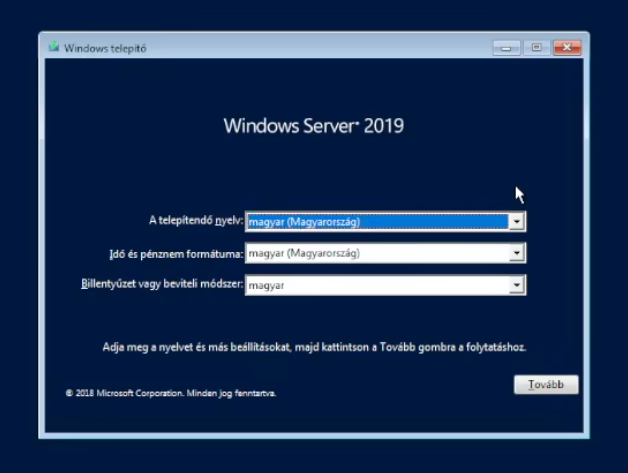 Windows telepítő
Windows Server® 2019
A telepítendő nyelv: magyar (Magyarország)
Idő és pénznem formátuma: magyar (Magyarország)
Billentyűzet vagy beviteli módszer: magyar
Adja meg a nyelvet és más beállításokat, majd kattintson a Tovább gombra a folytatáshoz.
© 2018 Microsoft Corporation. Minden jog fenntartva.
Tovább